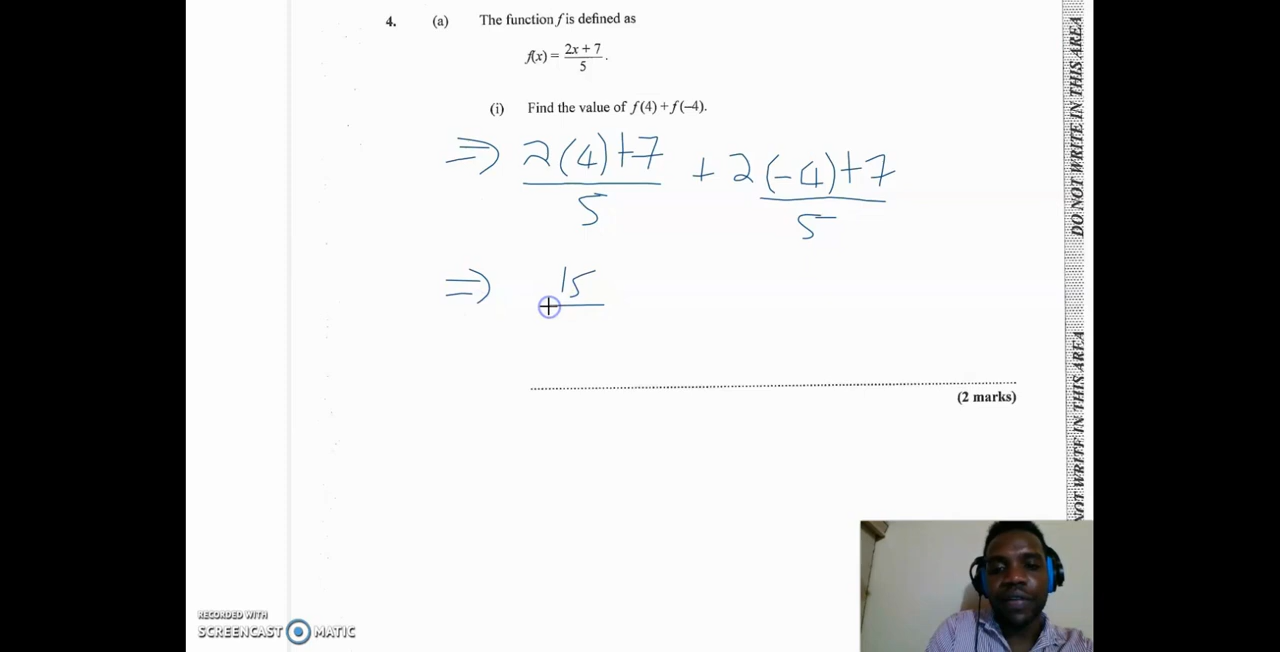 4. (a) The function f is defined as
f(x) = 2x + 7 / 5 .
(i) Find the value of f(4) + f(–4).
⇒ 2(4)+7 / 5 + 2(-4)+7 / 5
⇒ 15
(2 marks)
DO NOT WRITE IN THIS AREA
NOT WRITE IN THIS AREA
RECORDED WITH
SCREENCAST MATIC